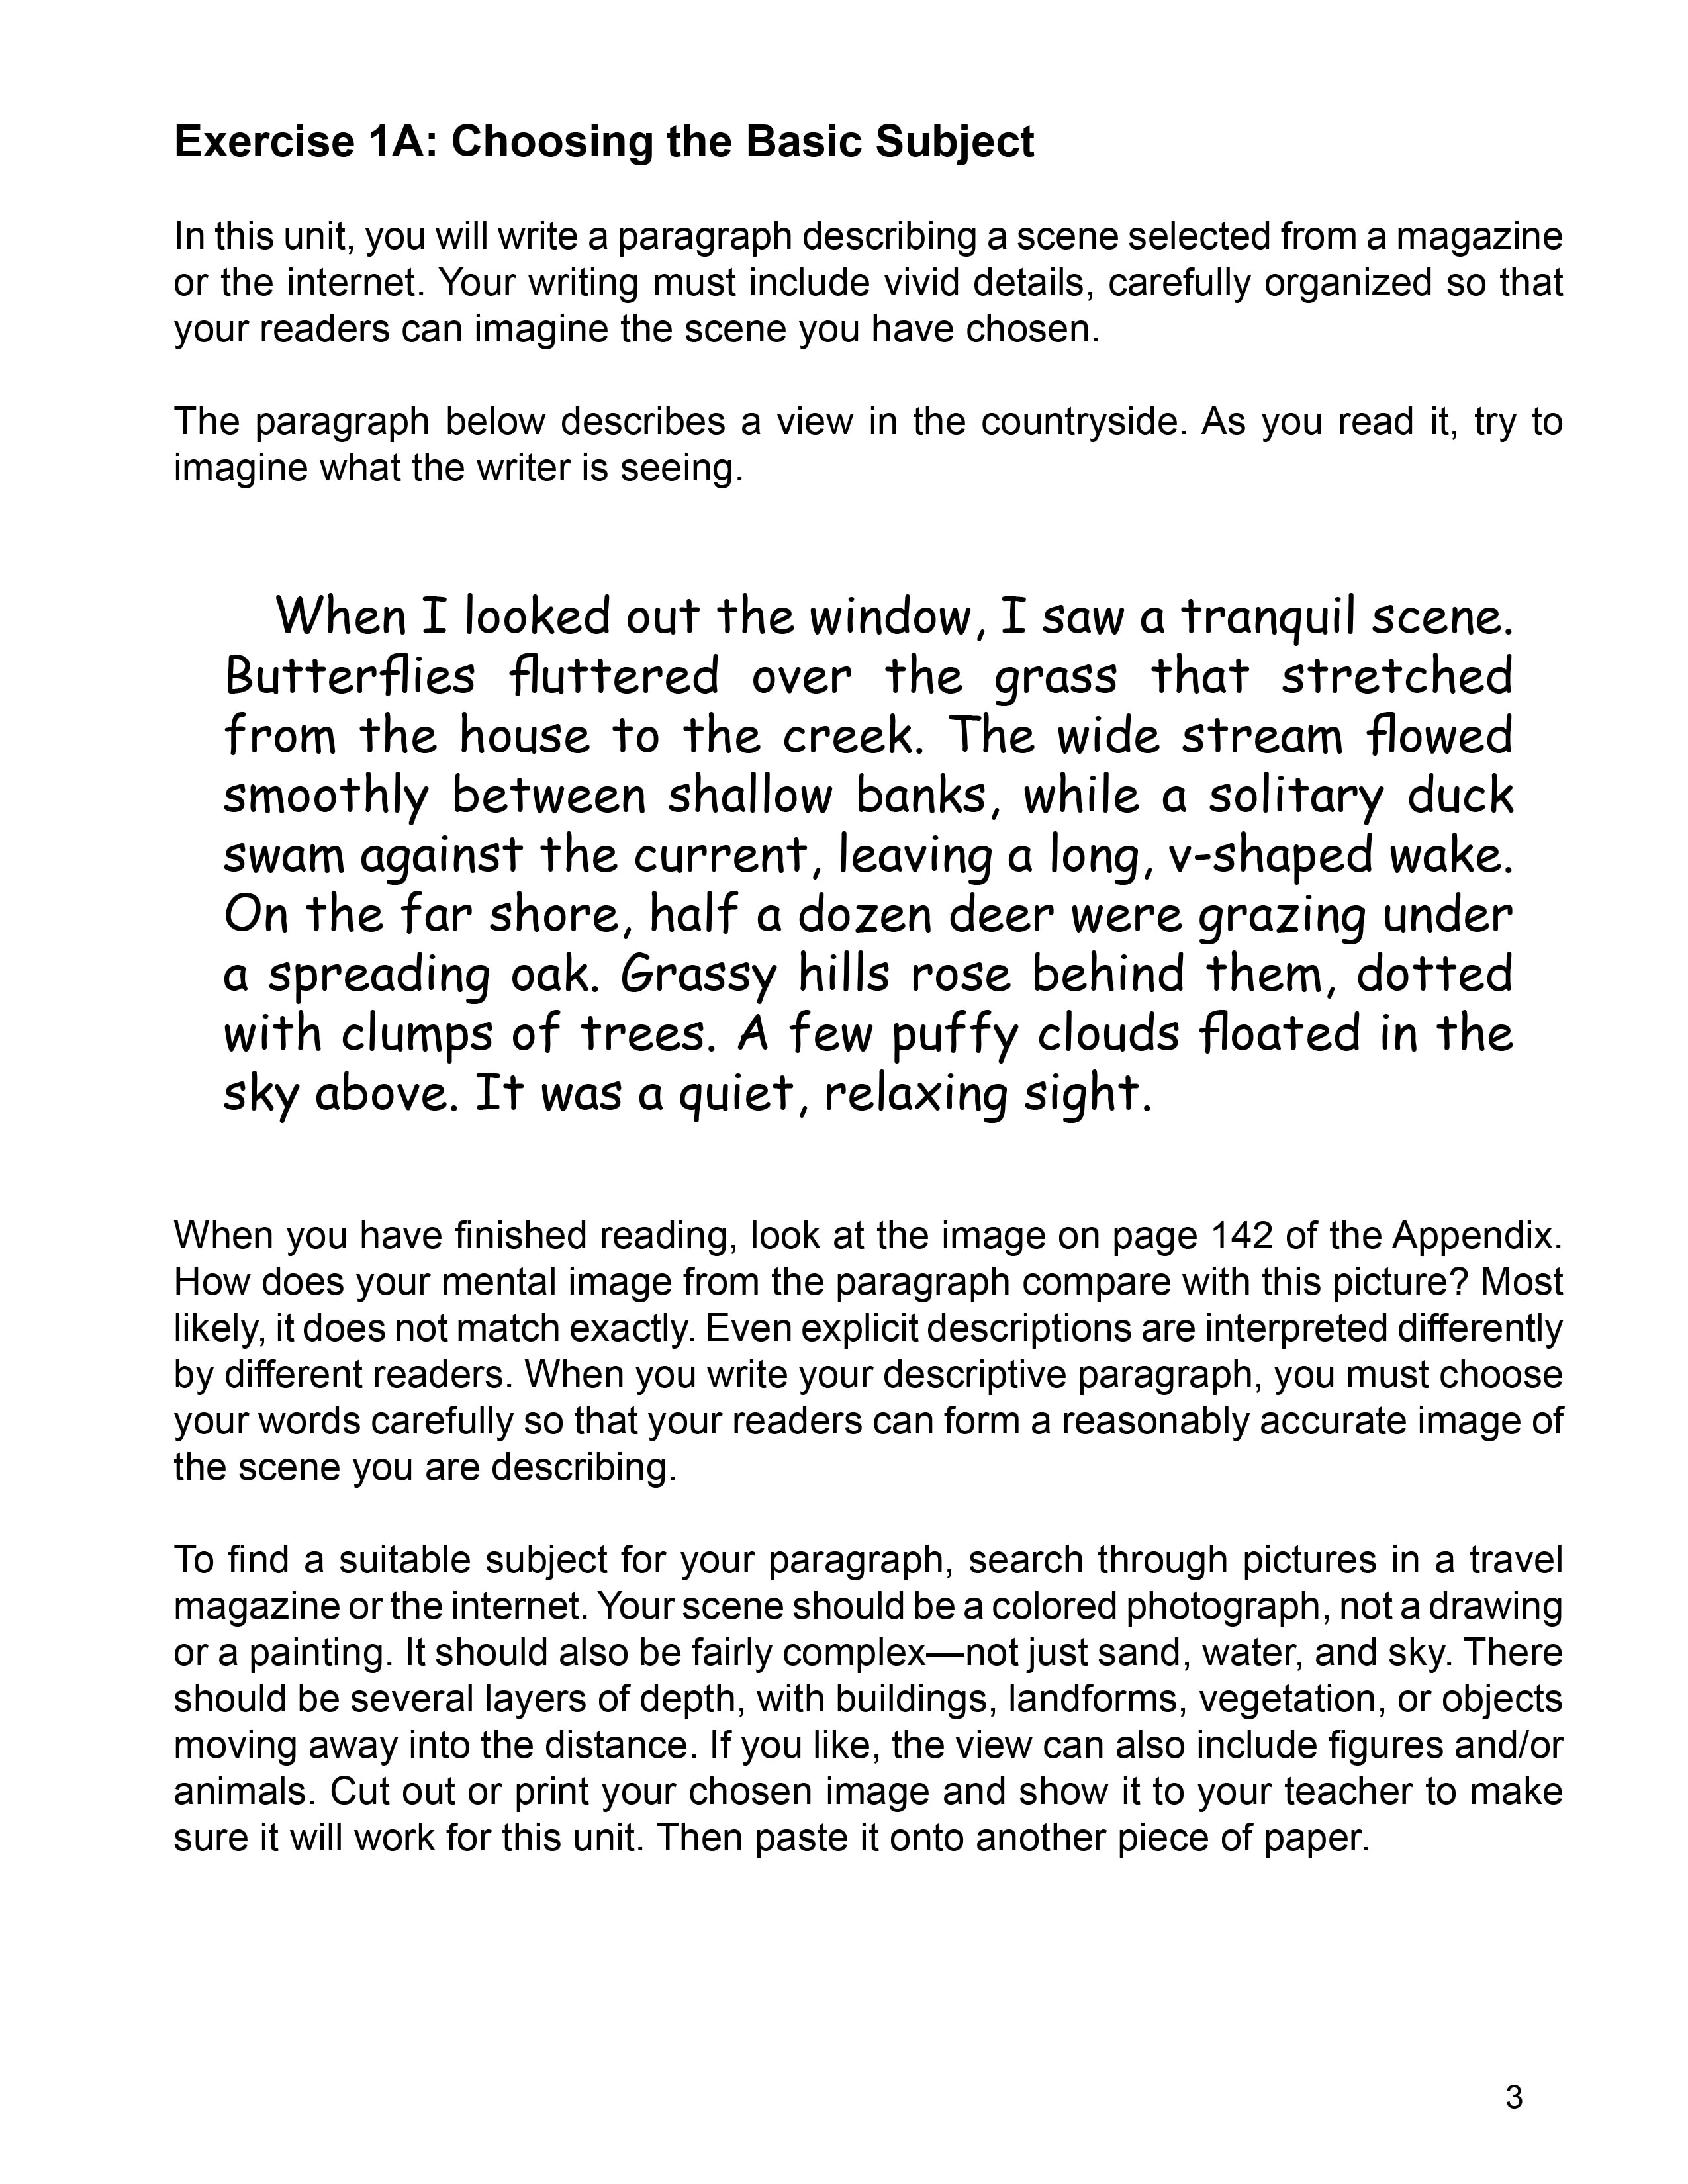 Exercise 1A: Choosing the Basic Subject
In this unit, you will write a paragraph describing a scene selected from a magazine
or the internet. Your writing must include vivid details, carefully organized so that
your readers can imagine the scene you have chosen.
The paragraph below describes a view in the countryside. As you read it, try to
imagine what the writer is seeing.
When I looked out the window, I saw a tranquil scene.
Butterflies fluttered over the grass that stretched
from the house to the creek. The wide stream flowed
smoothly between shallow banks, while a solitary duck
swam against the current, leaving a long, v-shaped wake.
On the far shore, half a dozen deer were grazing under
a spreading oak. Grassy hills rose behind them, dotted
with clumps of trees. A few puffy clouds floated in the
sky above. It was a quiet, relaxing sight.
When you have finished reading, look at the image on page 142 of the Appendix.
How does your mental image from the paragraph compare with this picture? Most
likely, it does not match exactly. Even explicit descriptions are interpreted differently
by different readers. When you write your descriptive paragraph, you must choose
your words carefully so that your readers can form a reasonably accurate image of
the scene you are describing.
To find a suitable subject for your paragraph, search through pictures in a travel
magazine or the internet. Your scene should be a colored photograph, not a drawing
or a painting. It should also be fairly complex—not just sand, water, and sky. There
should be several layers of depth, with buildings, landforms, vegetation, or objects
moving away into the distance. If you like, the view can also include figures and/or
animals. Cut out or print your chosen image and show it to your teacher to make
sure it will work for this unit. Then paste it onto another piece of paper.
3